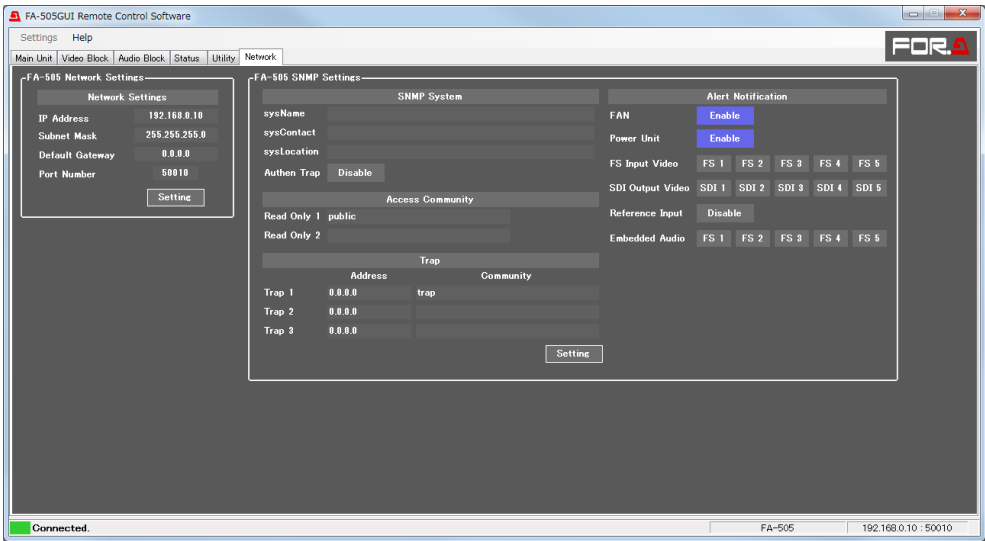 FA-505GUI Remote Control Software
Settings Help
FOR.A
Main Unit Video Block Audio Block Status Utility Network
FA-505 Network Settings
Network Settings
IP Address 192.168.0.10
Subnet Mask 255.255.255.0
Default Gateway 0.0.0.0
Port Number 50010
Setting
FA-505 SNMP Settings
SNMP System
sysName
sysContact
sysLocation
Authen Trap Disable
Access Community
Read Only 1 public
Read Only 2
Trap
Address Community
Trap 1 0.0.0.0 trap
Trap 2 0.0.0.0
Trap 3 0.0.0.0
Setting
Alert Notification
FAN Enable
Power Unit Enable
FS Input Video FS 1 FS 2 FS 3 FS 4 FS 5
SDI Output Video SDI 1 SDI 2 SDI 3 SDI 4 SDI 5
Reference Input Disable
Embedded Audio FS 1 FS 2 FS 3 FS 4 FS 5
Connected. FA-505 192.168.0.10 : 50010